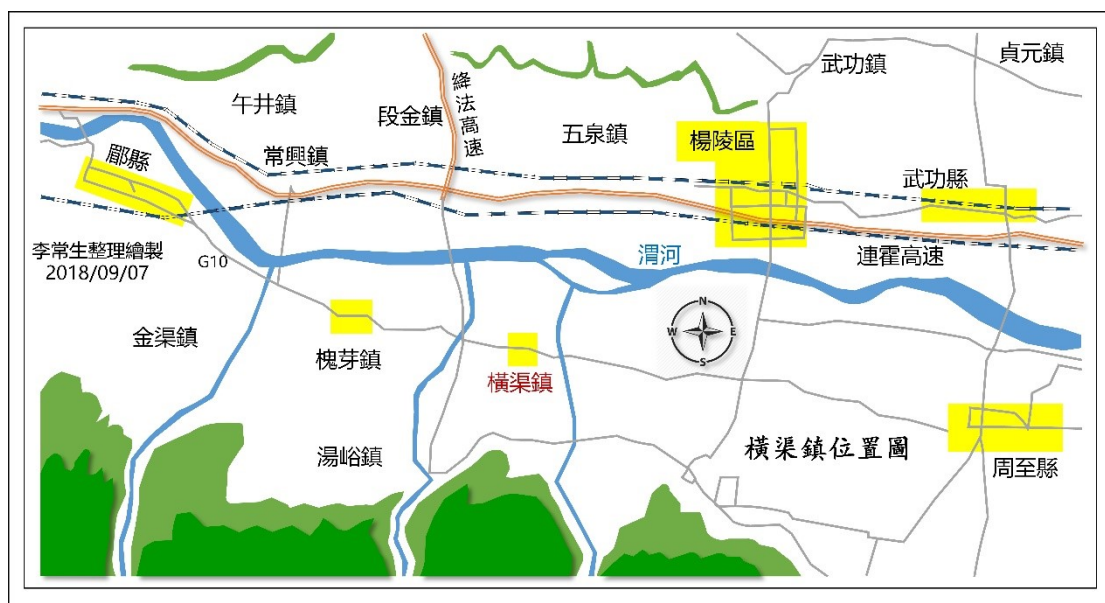 武功鎮
貞元鎮
午井鎮
段金鎮
絳法高速
五泉鎮
楊陵區
常興鎮
郿縣
武功縣
李常生整理繪製
2018/09/07
G10
渭河
連霍高速
N
W
E
S
金渠鎮
槐芽鎮
橫渠鎮
湯峪鎮
橫渠鎮位置圖
周至縣